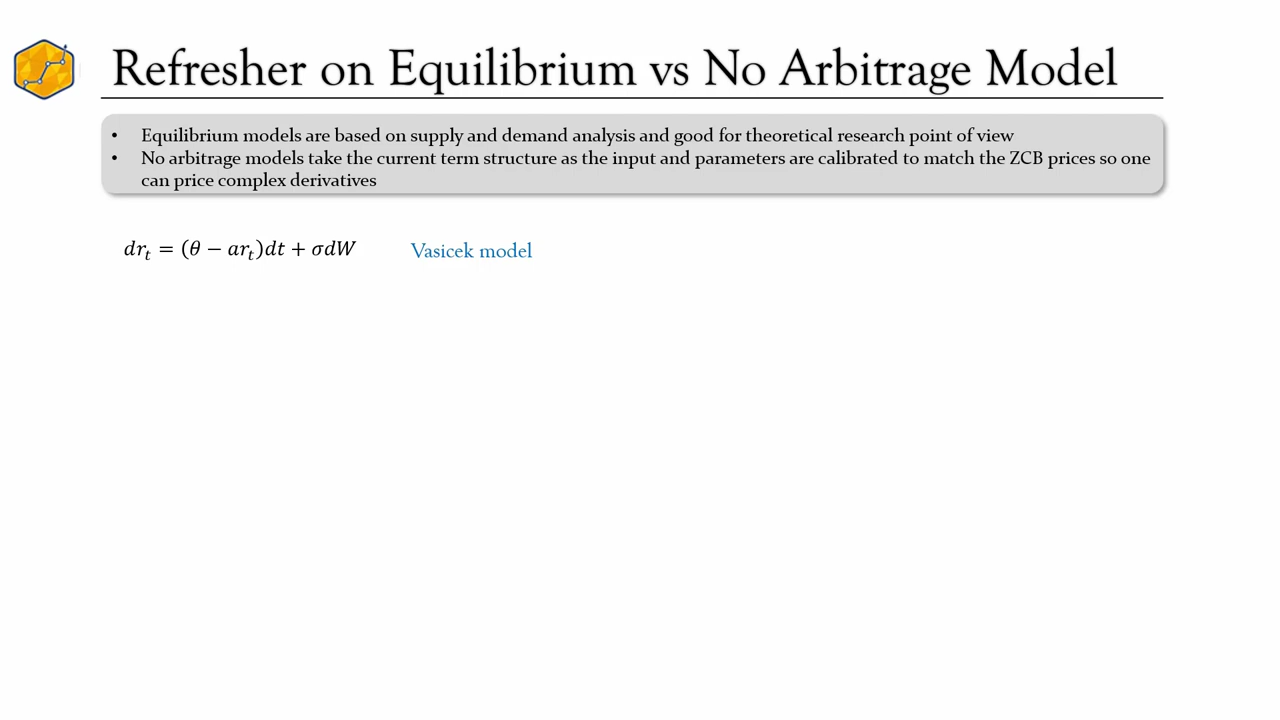 Refresher on Equilibrium vs No Arbitrage Model
• Equilibrium models are based on supply and demand analysis and good for theoretical research point of view
• No arbitrage models take the current term structure as the input and parameters are calibrated to match the ZCB prices so one
can price complex derivatives
𝑑𝑟ₜ = (𝜃 − 𝑎𝑟ₜ)𝑑𝑡 + 𝜎𝑑𝑊 Vasicek model